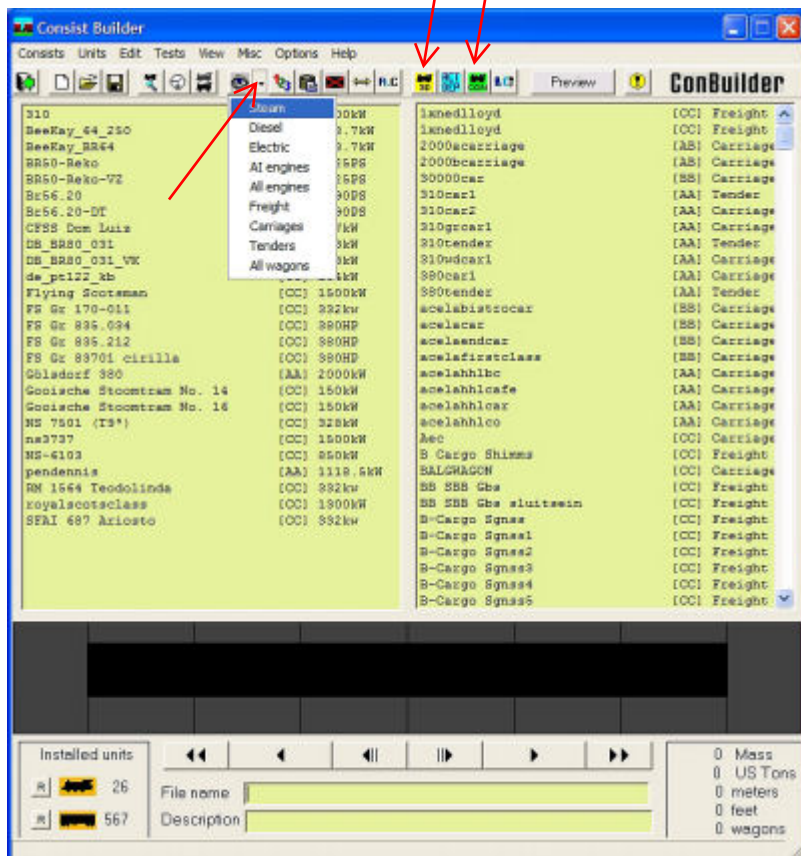 Consist Builder
Consists Units Edit Tests View Misc Options Help
A.C 3D Preview ConBuilder
Steam
Diesel
Electric
AI engines
All engines
Freight
Carriages
Tenders
All wagons
310
BeeKay_64_250
BeeKay_BR64
BR50-Reko
BR50-Reko-VZ
Br56.20
Br56.20-DT
CFSS Dom Luiz
DB_BR80_031
DB_BR80_031_VK
de_pt122_kb
Flying Scotsman [CC] 1500kW
FS Gr 170-011 [CC] 332kw
FS Gr 835.034 [CC] 380HP
FS Gr 835.212 [CC] 380HP
FS Gr 83701 cirilla [CC] 380HP
Gölsdorf 380 [AA] 2000kW
Gooische Stoomtram No. 14 [CC] 150kW
Gooische Stoomtram No. 16 [CC] 150kW
NS 7501 (TS*) [CC] 328kW
ns3737 [CC] 1500kW
NS-6103 [CC] 850kW
pendennis [AA] 1118.5kW
RM 1564 Teodolinda [CC] 332kw
royalscotsclass [CC] 1300kW
SFAI 687 Ariosto [CC] 332kw
1xnedlloyd [CC] Freight
1xnedlloyd [CC] Freight
2000acarriage [AB] Carriage
2000bcarriage [AB] Carriage
30000car [BB] Carriage
310car1 [AA] Tender
310car2 [AA] Carriage
310grcar1 [AA] Carriage
310tender [AA] Tender
310wdcar1 [AA] Carriage
380car1 [AA] Carriage
380tender [AA] Tender
acelabistrocar [BB] Carriage
acelacar [BB] Carriage
acelaendcar [BB] Carriage
acelafirstclass [BB] Carriage
acelahhlbc [AA] Carriage
acelahhlcafe [AA] Carriage
acelahhlcar [AA] Carriage
acelahhlco [AA] Carriage
Aec [CC] Carriage
B Cargo Shimms [CC] Freight
BALGWAGON [CC] Carriage
BB SBB Gbs [CC] Freight
BB SBB Gbs sluitsein [CC] Freight
B-Cargo Sgnss [CC] Freight
B-Cargo Sgnss1 [CC] Freight
B-Cargo Sgnss2 [CC] Freight
B-Cargo Sgnss3 [CC] Freight
B-Cargo Sgnss4 [CC] Freight
B-Cargo Sgnss5 [CC] Freight
Installed units
R 26
R 567
File name
Description
0 Mass
0 US Tons
0 meters
0 feet
0 wagons